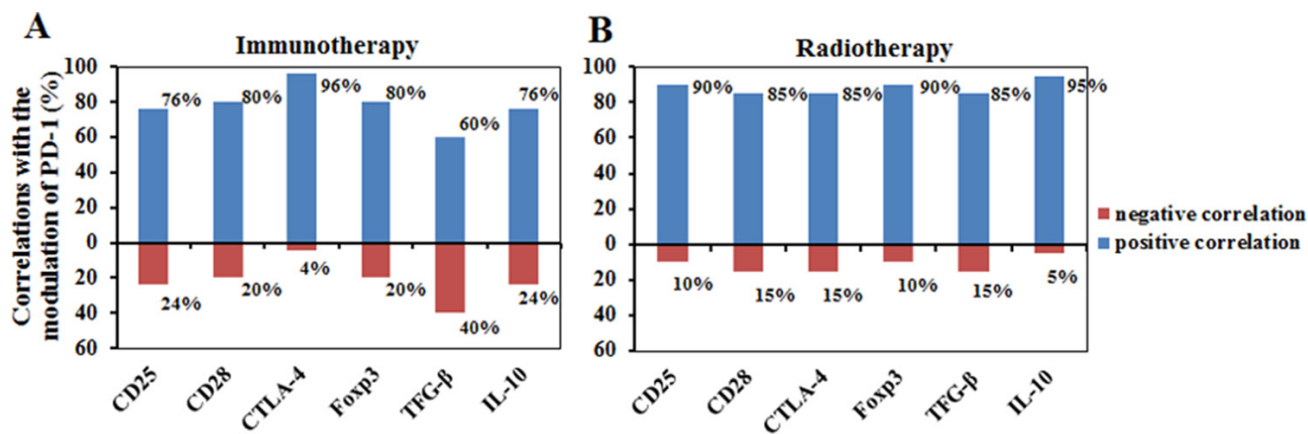 A
Immunotherapy
Correlations with the
modulation of PD-1 (%)
100
80
60
40
20
0
20
40
60
76%
80%
96%
80%
60%
76%
24%
20%
4%
20%
40%
24%
CD25
CD28
CTLA-4
Foxp3
TFG-β
IL-10
B
Radiotherapy
100
80
60
40
20
0
20
40
60
90%
85%
85%
90%
85%
95%
10%
15%
15%
10%
15%
5%
CD25
CD28
CTLA-4
Foxp3
TFG-β
IL-10
negative correlation
positive correlation